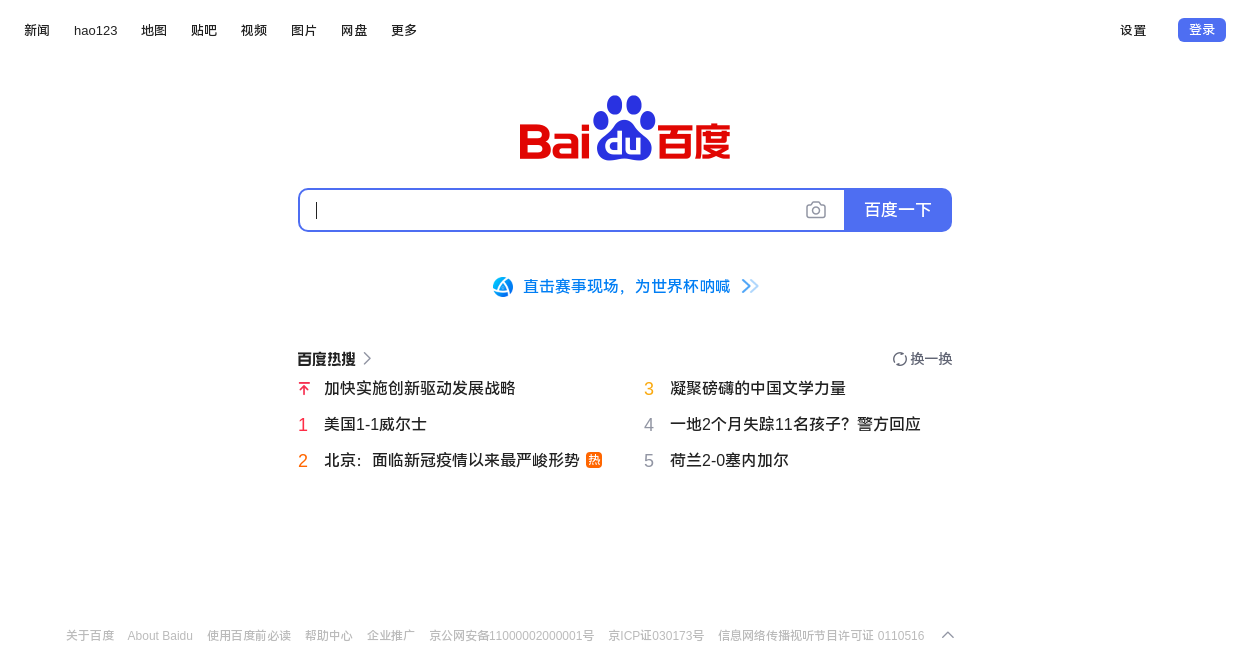 新闻 hao123 地图 贴吧 视频 图片 网盘 更多 设置 登录
Bai du 百度
百度一下
直击赛事现场，为世界杯呐喊
百度热搜 换一换
加快实施创新驱动发展战略
3 凝聚磅礴的中国文学力量
1 美国1-1威尔士
4 一地2个月失踪11名孩子？警方回应
2 北京：面临新冠疫情以来最严峻形势 热
5 荷兰2-0塞内加尔
关于百度 About Baidu 使用百度前必读 帮助中心 企业推广 京公网安备11000002000001号 京ICP证030173号 信息网络传播视听节目许可证 0110516